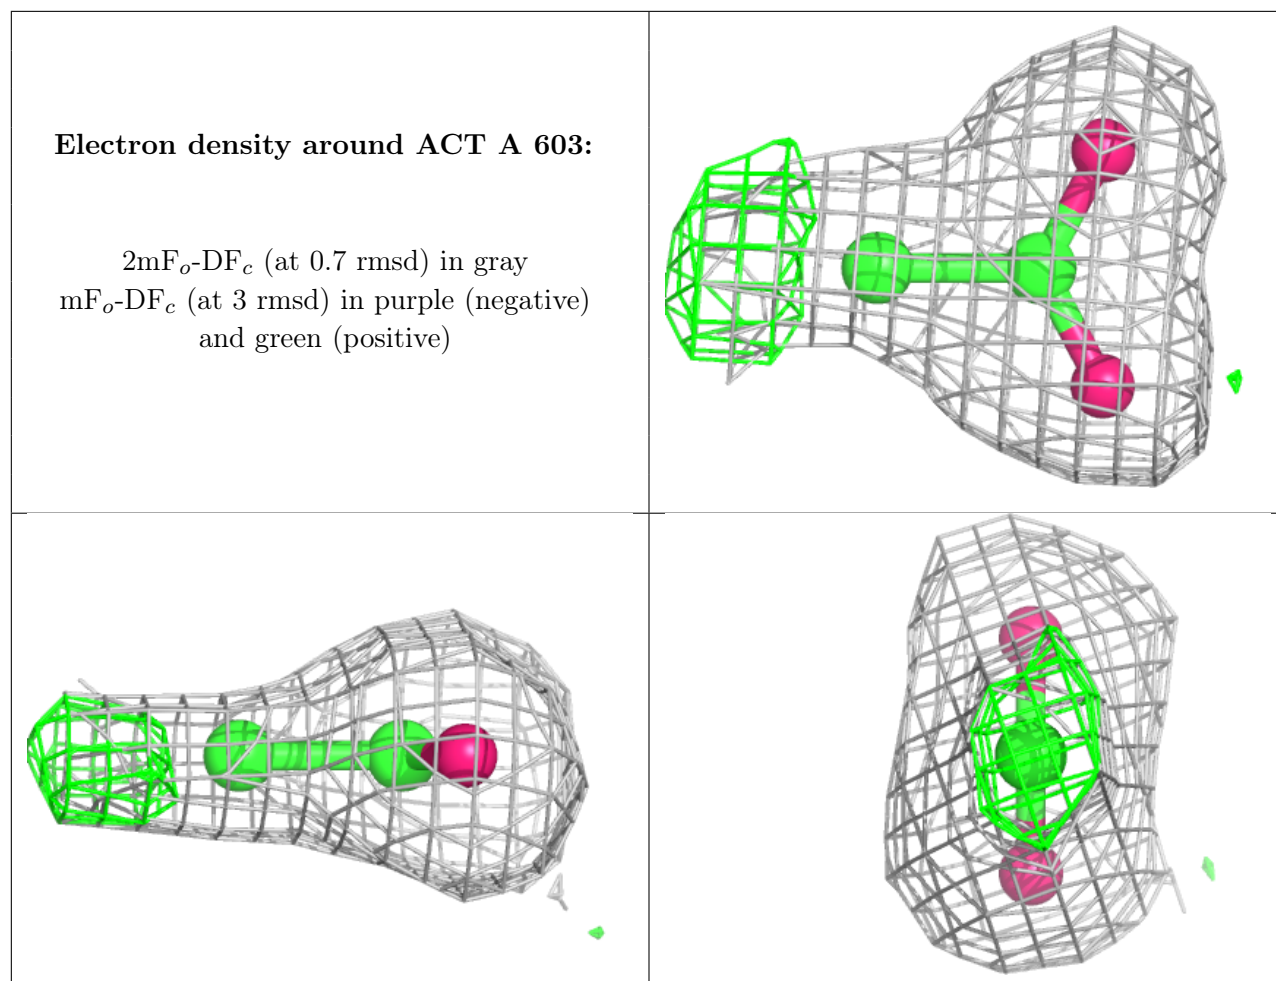 Electron density around ACT A 603:
2mFo-DFc (at 0.7 rmsd) in gray
mFo-DFc (at 3 rmsd) in purple (negative)
and green (positive)